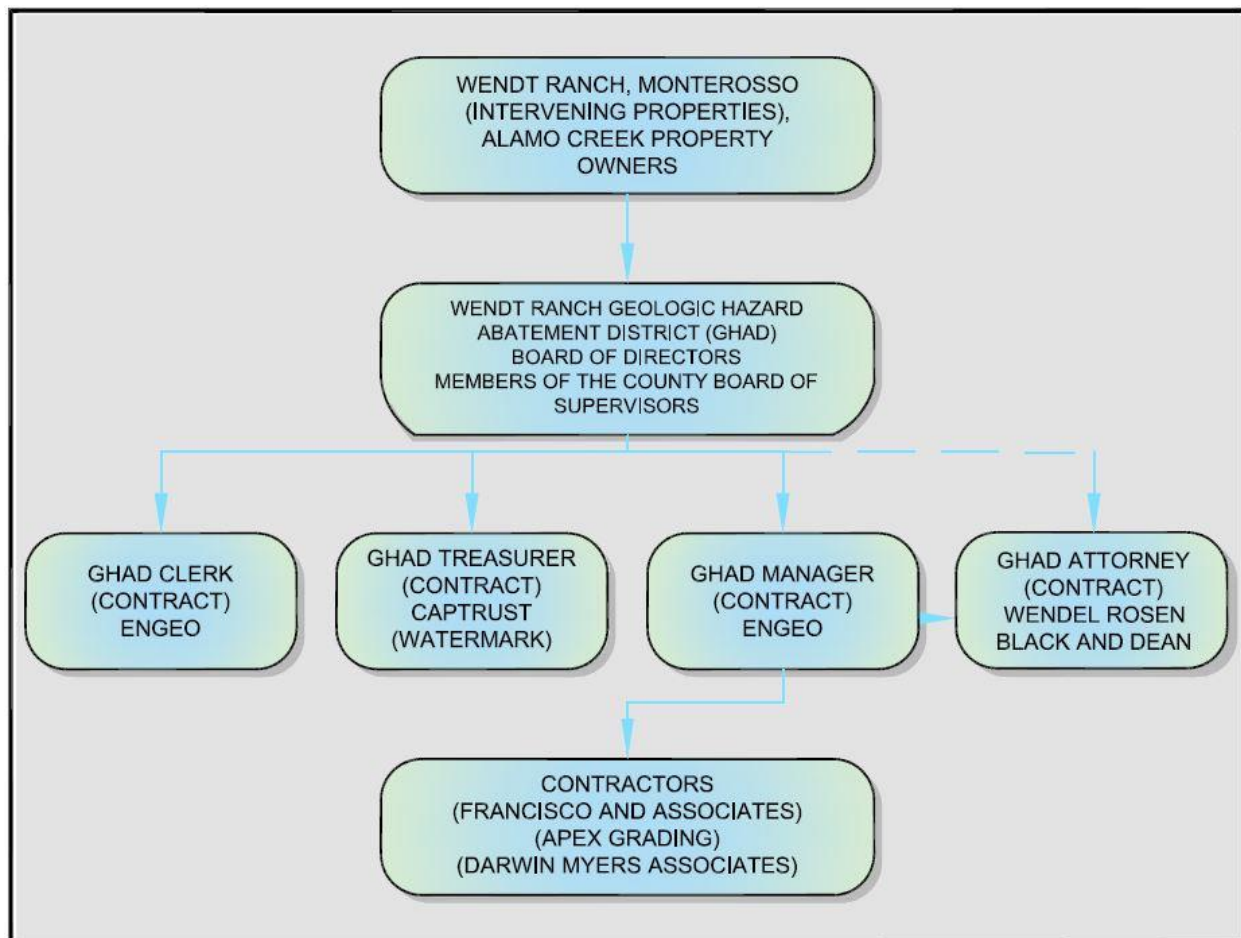 WENDT RANCH, MONTEROSSO
(INTERVENING PROPERTIES),
ALAMO CREEK PROPERTY
OWNERS
WENDT RANCH GEOLOGIC HAZARD
ABATEMENT DISTRICT (GHAD)
BOARD OF DIRECTORS
MEMBERS OF THE COUNTY BOARD OF
SUPERVISORS
GHAD CLERK
(CONTRACT)
ENGEO
GHAD TREASURER
(CONTRACT)
CAPTRUST
(WATERMARK)
GHAD MANAGER
(CONTRACT)
ENGEO
GHAD ATTORNEY
(CONTRACT)
WENDEL ROSEN
BLACK AND DEAN
CONTRACTORS
(FRANCISCO AND ASSOCIATES)
(APEX GRADING)
(DARWIN MYERS ASSOCIATES)